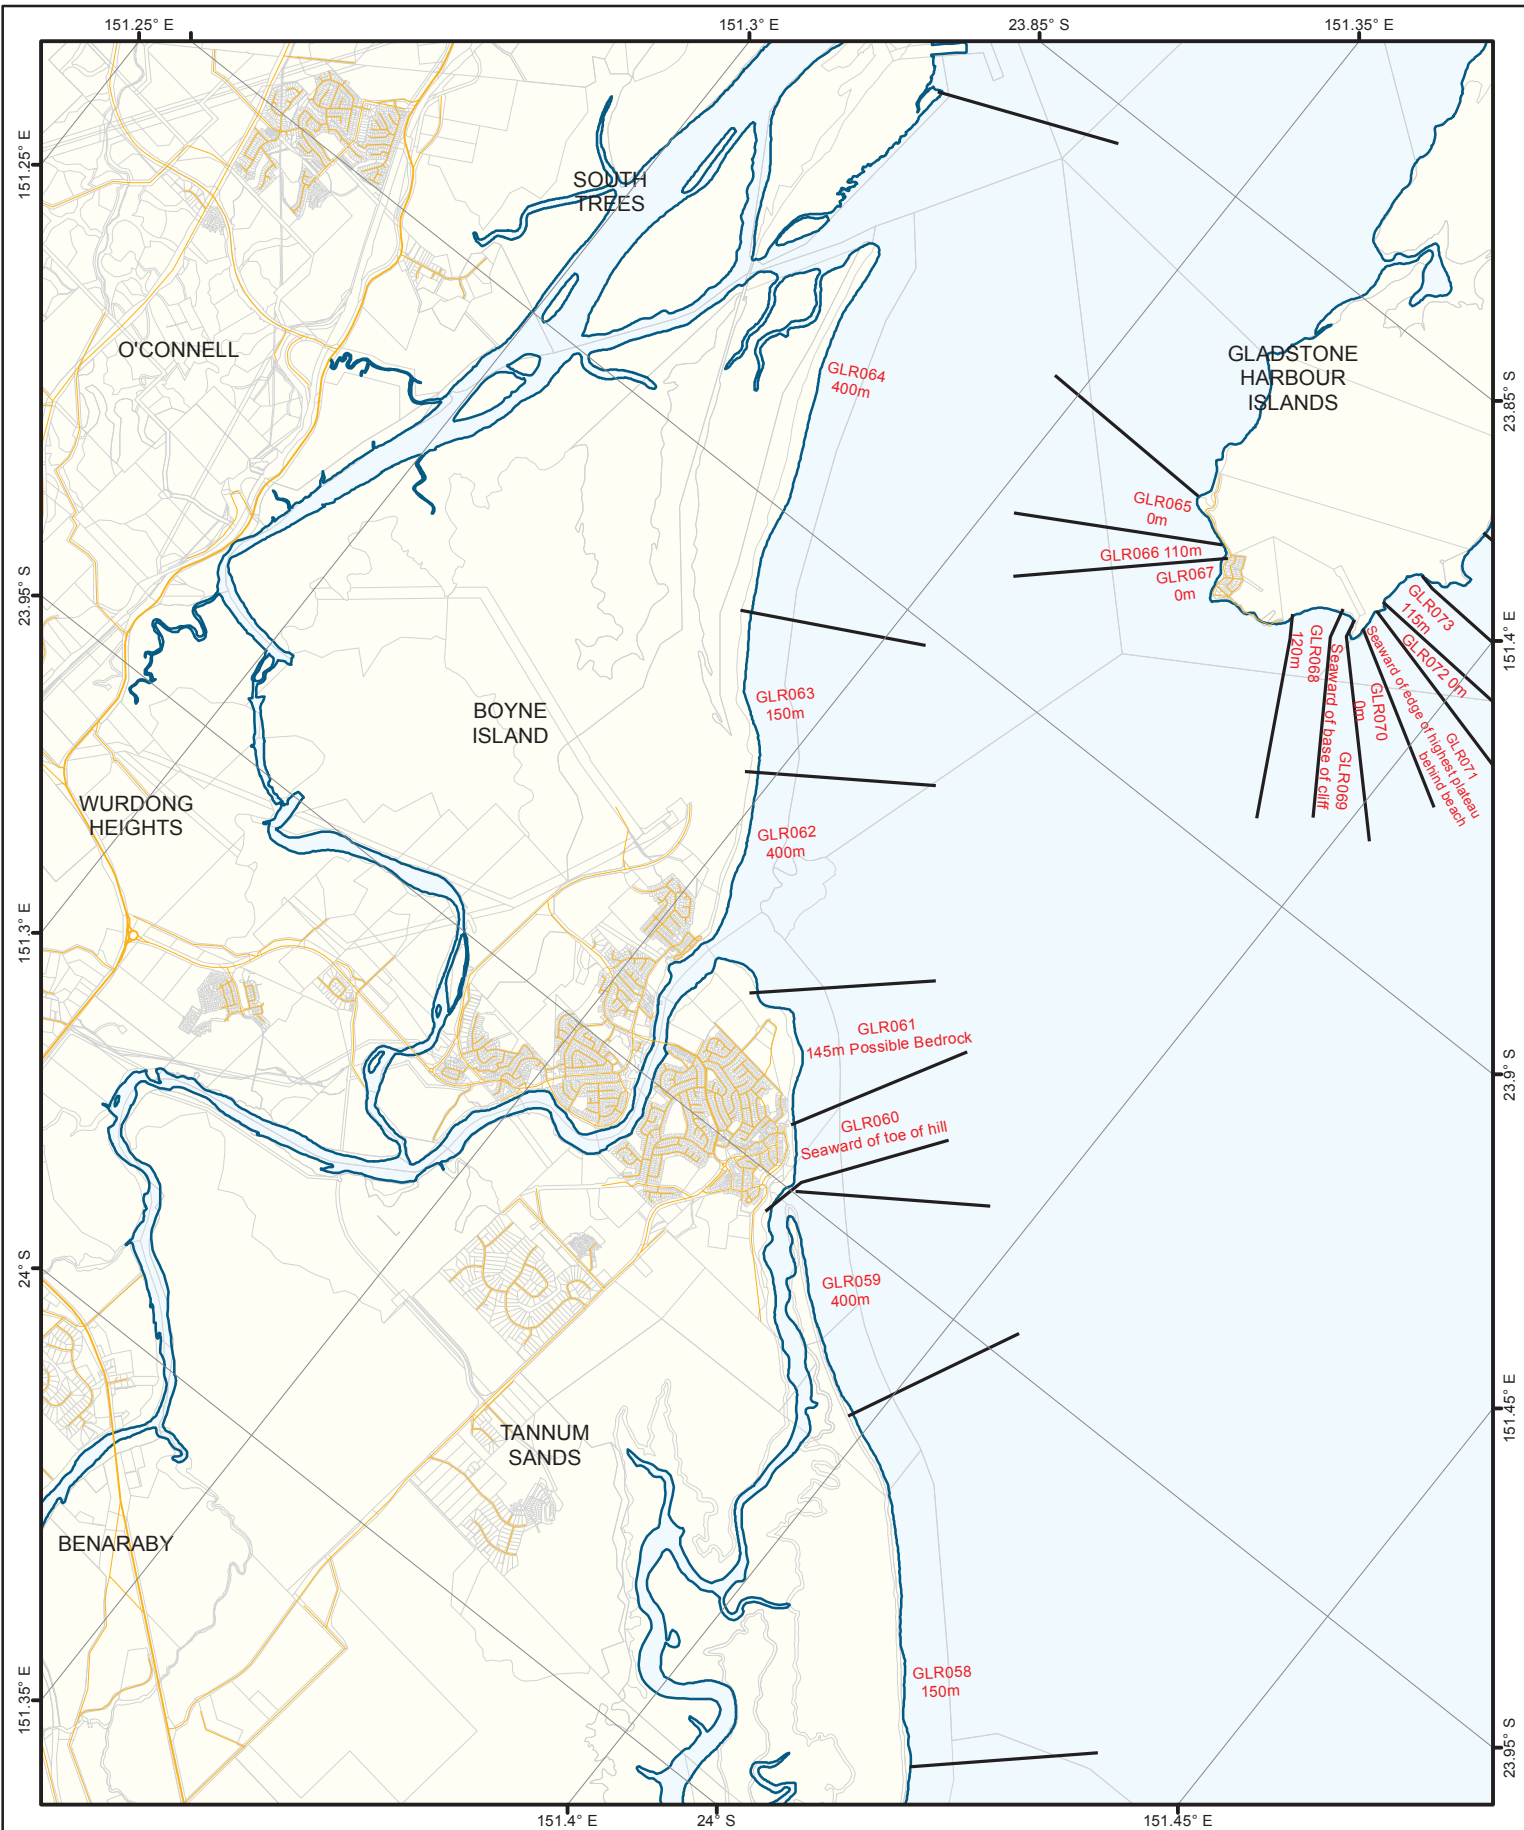 151.25° E
151.3° E
23.85° S
151.35° E
151.25° E
23.95° S
151.3° E
24° S
151.35° E
SOUTH
TREES
O'CONNELL
GLADSTONE
HARBOUR
ISLANDS
GLR064
400m
GLR065
0m
GLR066 110m
GLR067
0m
GLR068
120m
GLR069
Seaward of base of cliff
GLR070
0m
GLR071
Seaward of edge of highest plateau
behind beach
GLR072 0m
GLR073
115m
BOYNE
ISLAND
GLR063
150m
WURDONG
HEIGHTS
GLR062
400m
GLR061
145m Possible Bedrock
GLR060
Seaward of toe of hill
GLR059
400m
TANNUM
SANDS
BENARABY
GLR058
150m
23.85° S
151.4° E
23.9° S
151.45° E
23.95° S
151.4° E
24° S
151.45° E